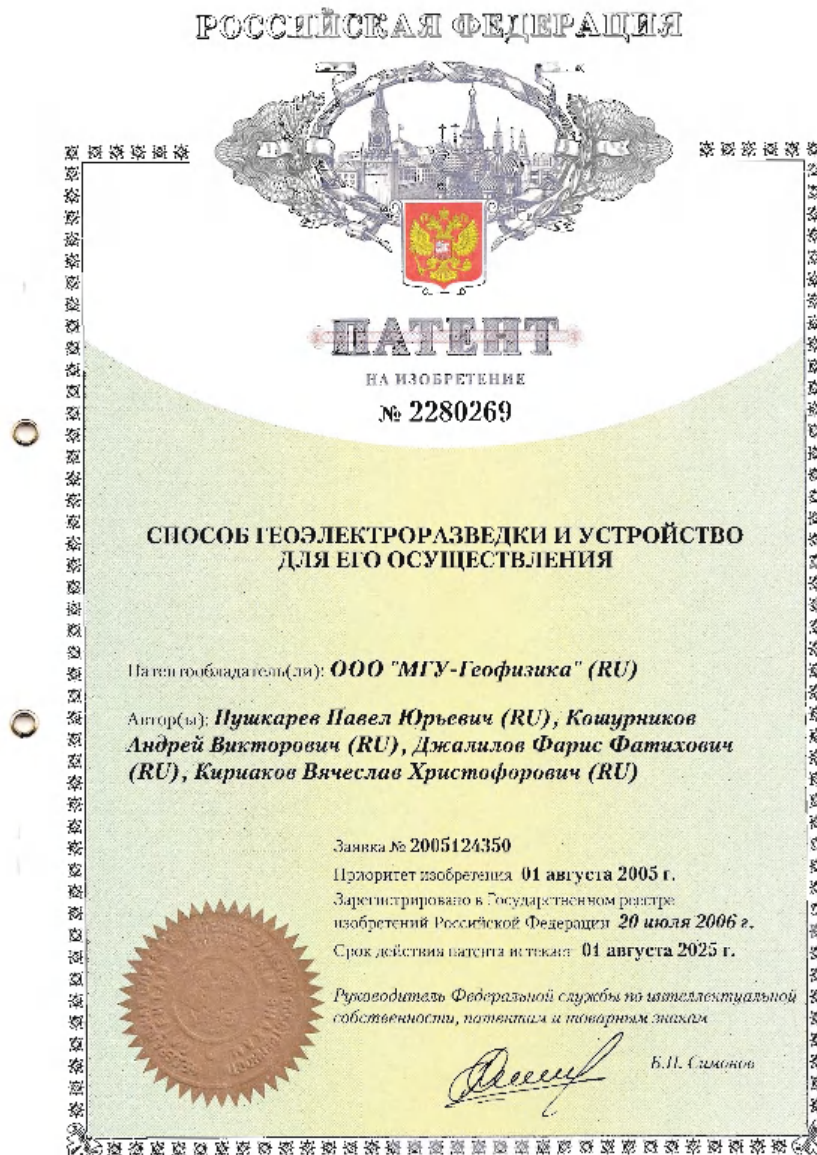 РОССИЙСКАЯ ФЕДЕРАЦИЯ
ПАТЕНТ
НА ИЗОБРЕТЕНИЕ
№ 2280269
СПОСОБ ГЕОЭЛЕКТРОРАЗВЕДКИ И УСТРОЙСТВО
ДЛЯ ЕГО ОСУЩЕСТВЛЕНИЯ
Патентообладатель(ли): ООО "МГУ-Геофизика" (RU)
Автор(ы): Пушкарев Павел Юрьевич (RU), Кошурников
Андрей Викторович (RU), Джалилов Фарис Фатихович
(RU), Кириаков Вячеслав Христофорович (RU)
Заявка № 2005124350
Приоритет изобретения 01 августа 2005 г.
Зарегистрировано в Государственном реестре
изобретений Российской Федерации 20 июля 2006 г.
Срок действия патента истекает 01 августа 2025 г.
Руководитель Федеральной службы по интеллектуальной
собственности, патентам и товарным знакам
Б.П. Симонов